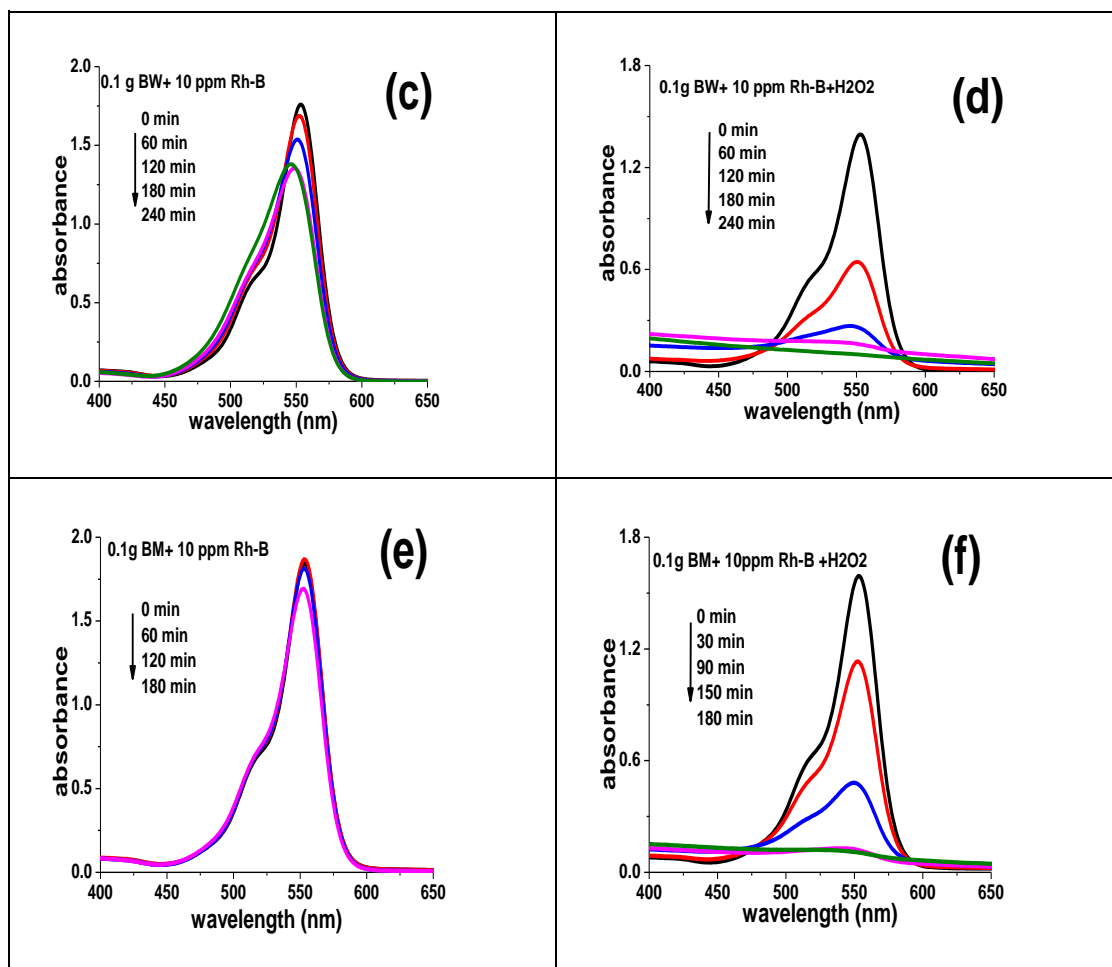 (c)
0.1 g BW+ 10 ppm Rh-B
0 min
60 min
120 min
180 min
240 min
absorbance
2.0
1.5
1.0
0.5
0.0
400 450 500 550 600 650
wavelength (nm)
(d)
0.1g BW+ 10 ppm Rh-B+H2O2
0 min
60 min
120 min
180 min
240 min
absorbance
1.8
1.2
0.6
0.0
400 450 500 550 600 650
wavelength (nm)
(e)
0.1g BM+ 10 ppm Rh-B
0 min
60 min
120 min
180 min
absorbance
2.0
1.5
1.0
0.5
0.0
400 450 500 550 600 650
wavelength (nm)
(f)
0.1g BM+ 10ppm Rh-B +H2O2
0 min
30 min
90 min
150 min
180 min
absorbance
1.8
1.2
0.6
0.0
400 450 500 550 600 650
wavelength (nm)